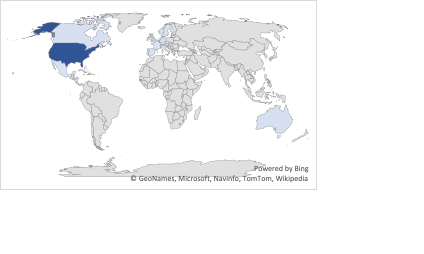 Powered by Bing
© GeoNames, Microsoft, Navinfo, TomTom, Wikipedia